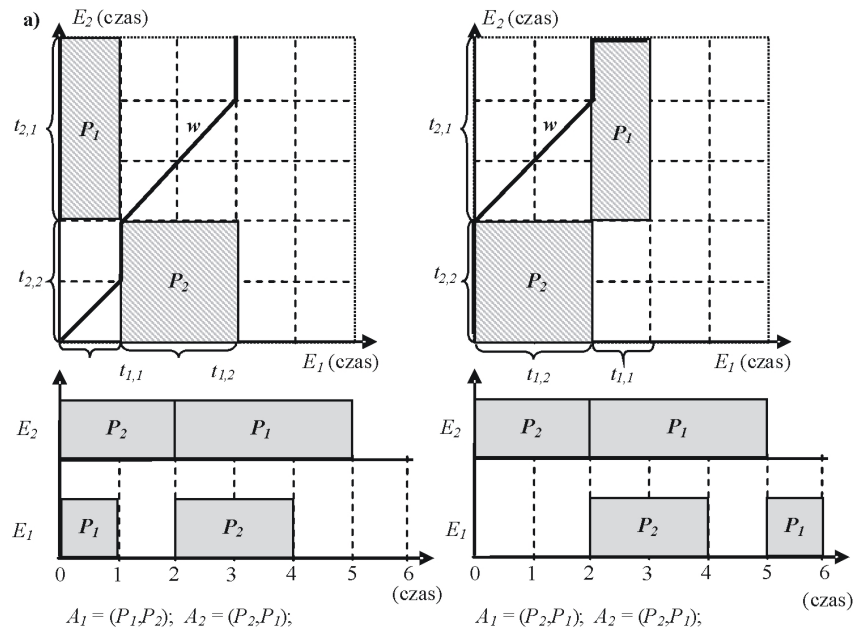 a)
E₂ (czas)
E₂ (czas)
t₂,₁
P₁
w
t₂,₁
w
P₁
t₂,₂
P₂
t₂,₂
P₂
E₁ (czas)
E₁ (czas)
t₁,₁
t₁,₂
t₁,₂
t₁,₁
E₂
P₂
P₁
E₂
P₂
P₁
E₁
P₁
P₂
E₁
P₂
P₁
0 1 2 3 4 5 6
0 1 2 3 4 5 6
(czas)
(czas)
A₁ = (P₁,P₂); A₂ = (P₂,P₁);
A₁ = (P₂,P₁); A₂ = (P₂,P₁);